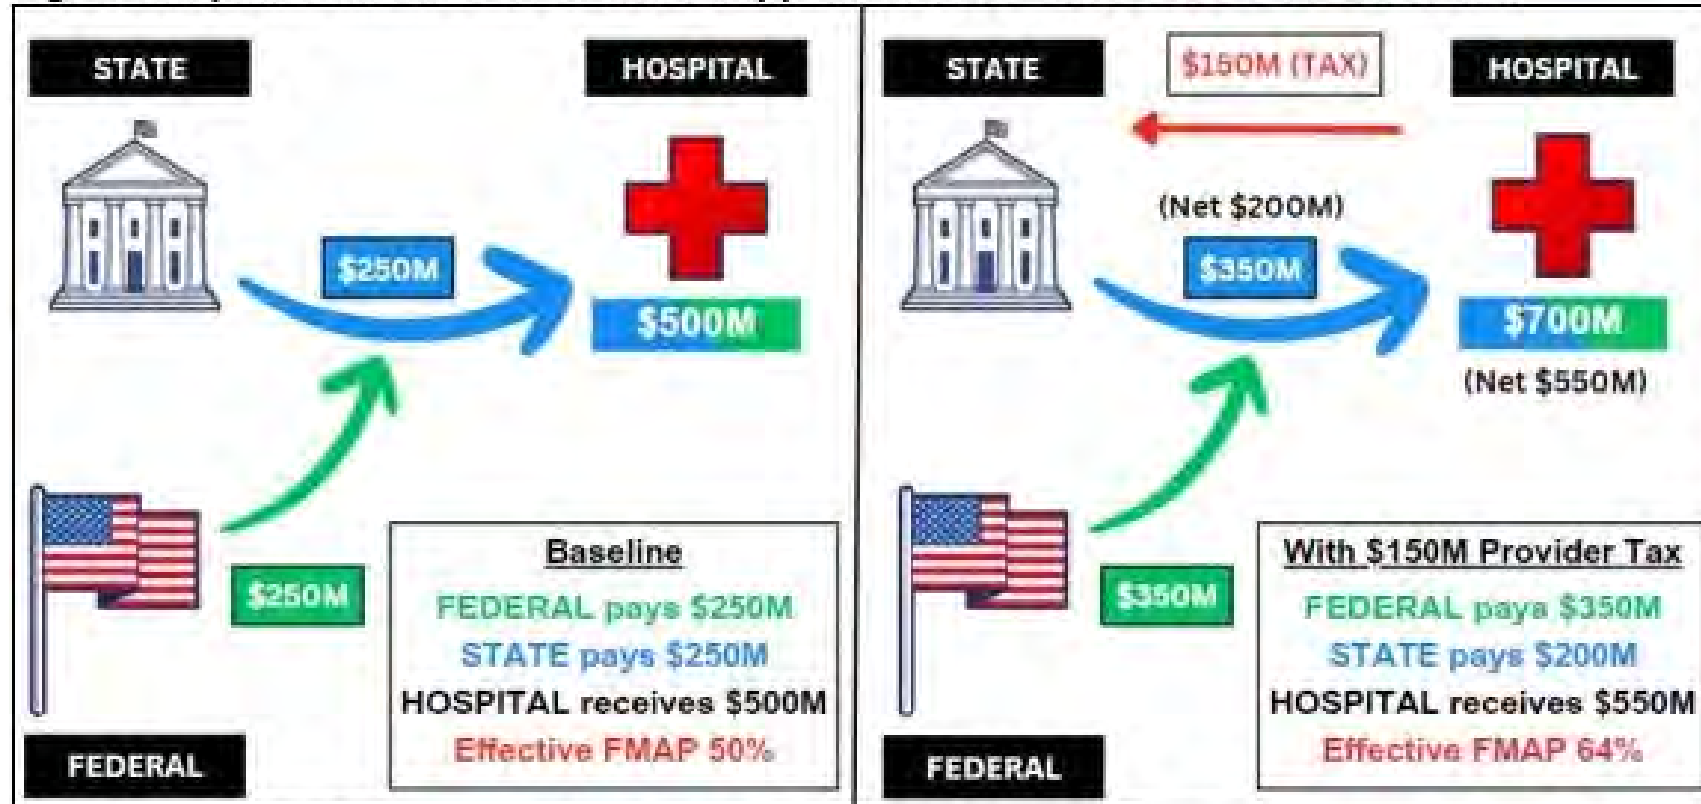 STATE
HOSPITAL
$250M
$500M
$250M
Baseline
FEDERAL pays $250M
STATE pays $250M
HOSPITAL receives $500M
Effective FMAP 50%
FEDERAL
STATE
$150M (TAX)
HOSPITAL
(Net $200M)
$350M
$700M
(Net $550M)
$350M
With $150M Provider Tax
FEDERAL pays $350M
STATE pays $200M
HOSPITAL receives $550M
Effective FMAP 64%
FEDERAL